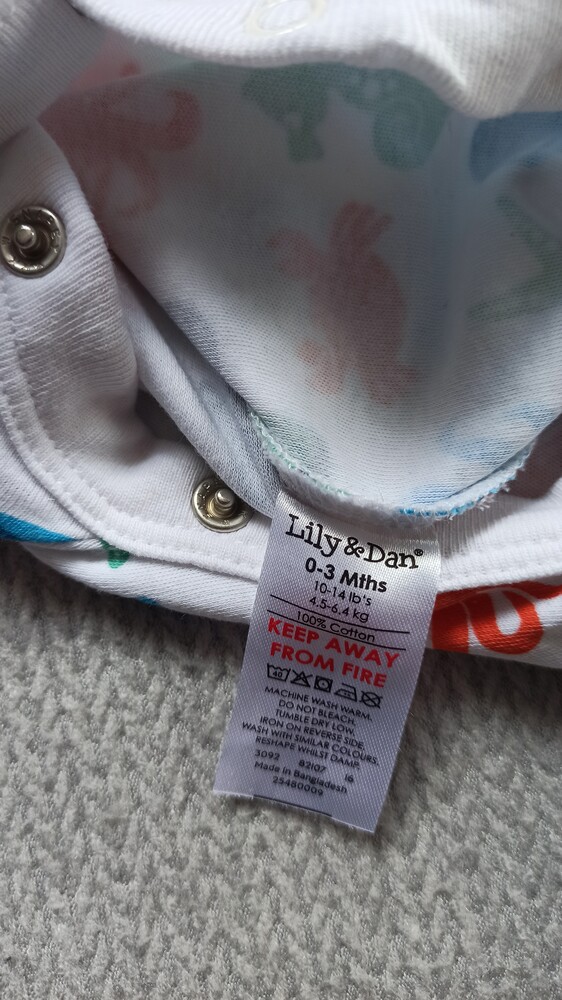 Lily & Dan®
0-3 Mths
10-14 lb's
4.5-6.4 kg
100% Cotton
KEEP AWAY
FROM FIRE
40
MACHINE WASH WARM.
DO NOT BLEACH.
TUMBLE DRY LOW.
IRON ON REVERSE SIDE.
WASH WITH SIMILAR COLOURS.
RESHAPE WHILST DAMP.
3092 82107 16
Made in Bangladesh
25480009